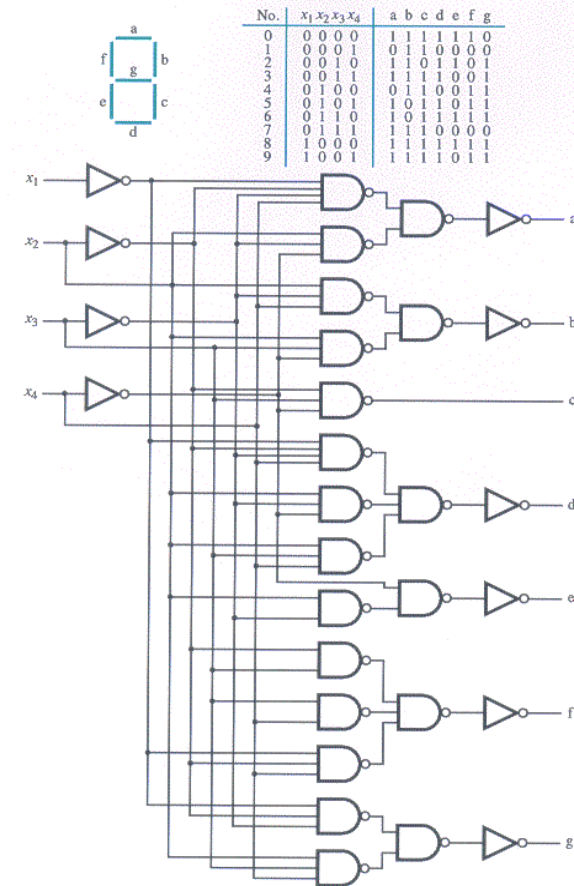 a
f
g
b
e
c
d
No. x1 x2 x3 x4 a b c d e f g
0 0 0 0 0 1 1 1 1 1 1 0
1 0 0 0 1 0 1 1 0 0 0 0
2 0 0 1 0 1 1 0 1 1 0 1
3 0 0 1 1 1 1 1 1 0 0 1
4 0 1 0 0 0 1 1 0 0 1 1
5 0 1 0 1 1 0 1 1 0 1 1
6 0 1 1 0 1 0 1 1 1 1 1
7 0 1 1 1 1 1 1 0 0 0 0
8 1 0 0 0 1 1 1 1 1 1 1
9 1 0 0 1 1 1 1 1 0 1 1
x1
a
x2
x3
b
x4
c
d
e
f
g